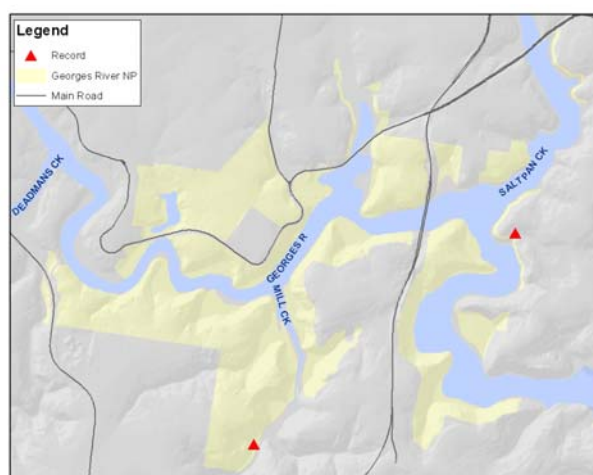 Legend
Record
Georges River NP
Main Road
DEADMANS CK
SALTPAN CK
GEORGES R
MILL CK